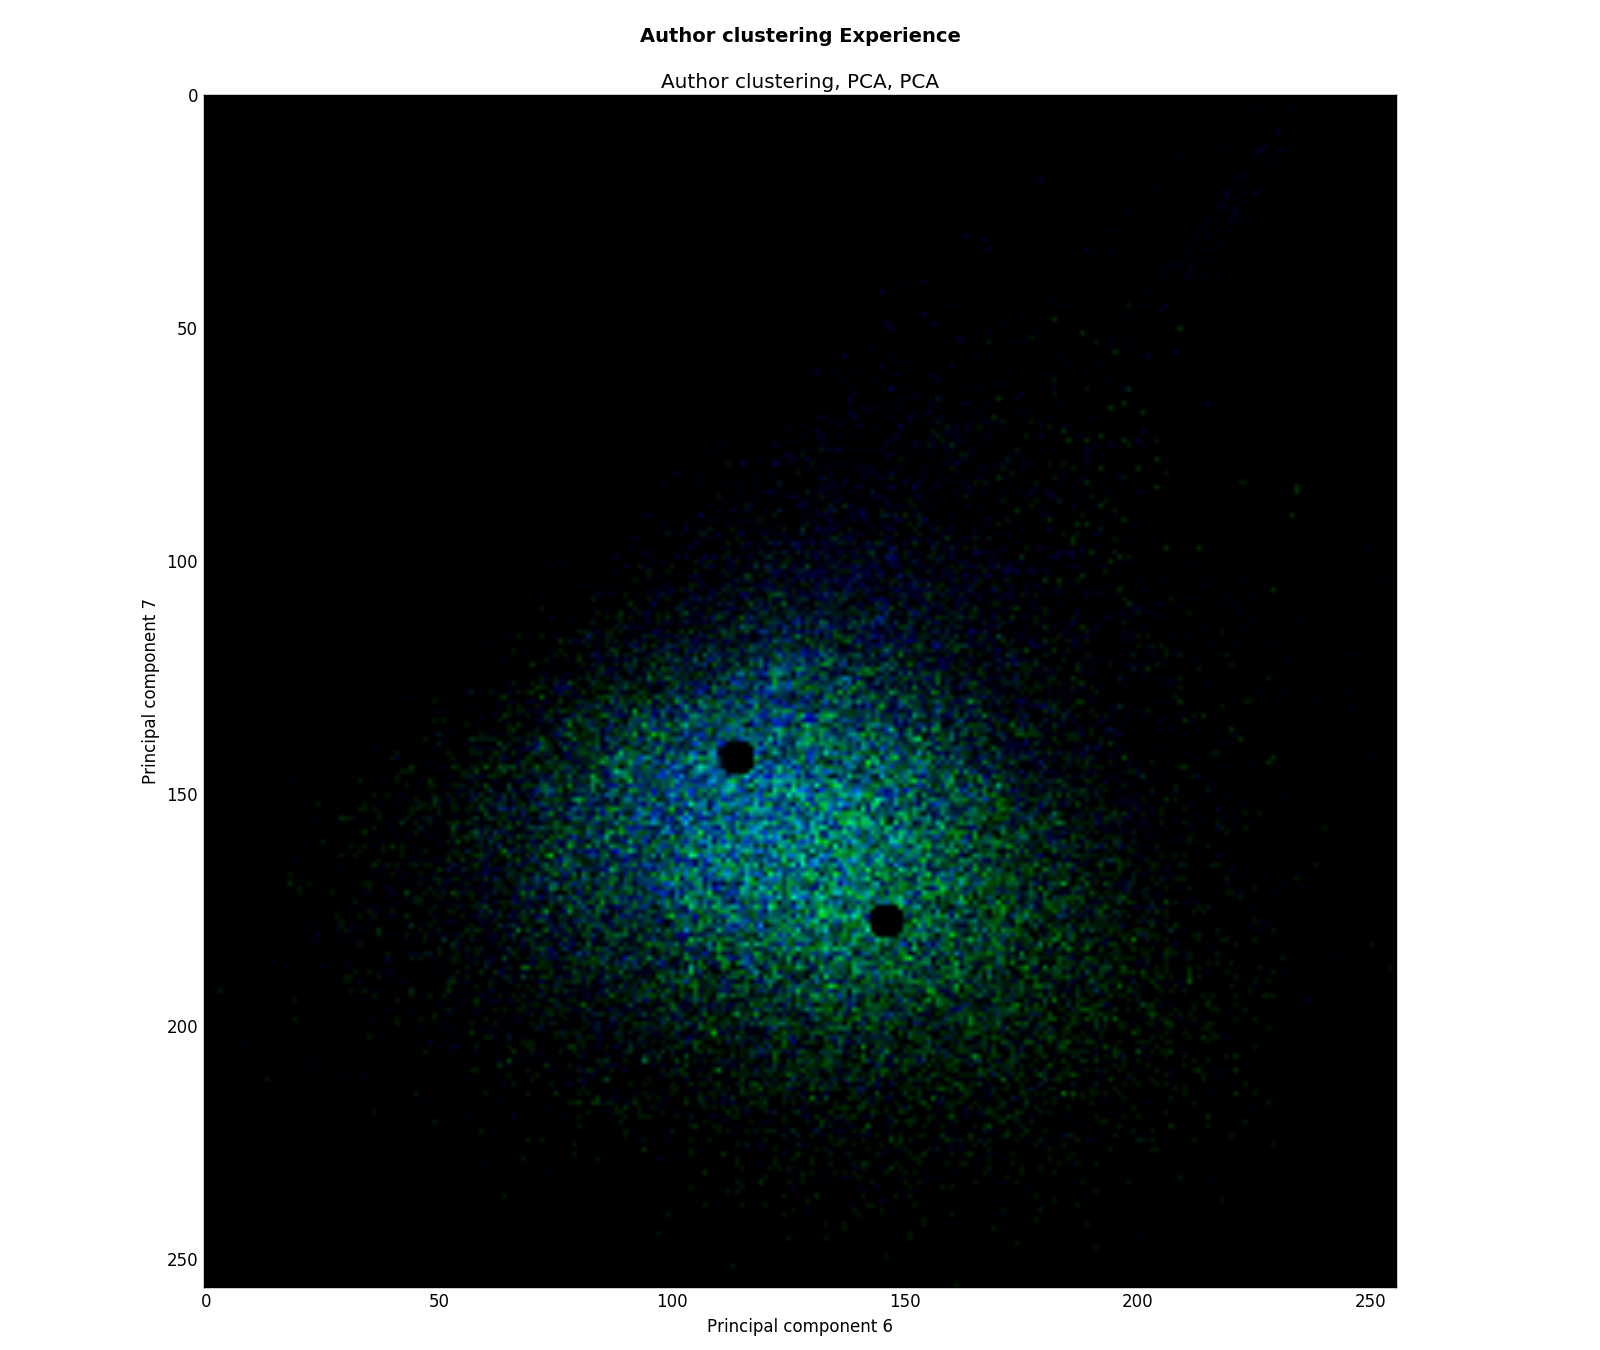 Author clustering Experience
Author clustering, PCA, PCA
0
50
100
150
200
250
Principal component 7
0 50 100 150 200 250
Principal component 6